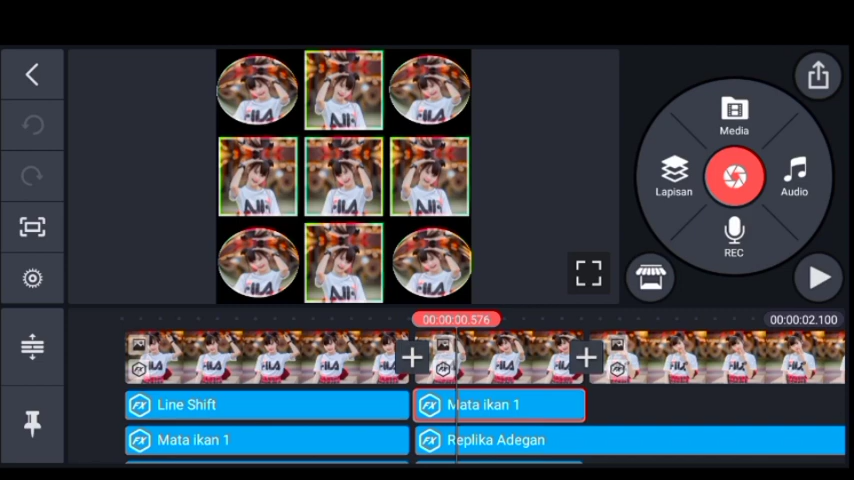 Media
Lapisan
Audio
REC
00:00:00.576
00:00:02.100
Line Shift
Mata ikan 1
Mata ikan 1
Replika Adegan